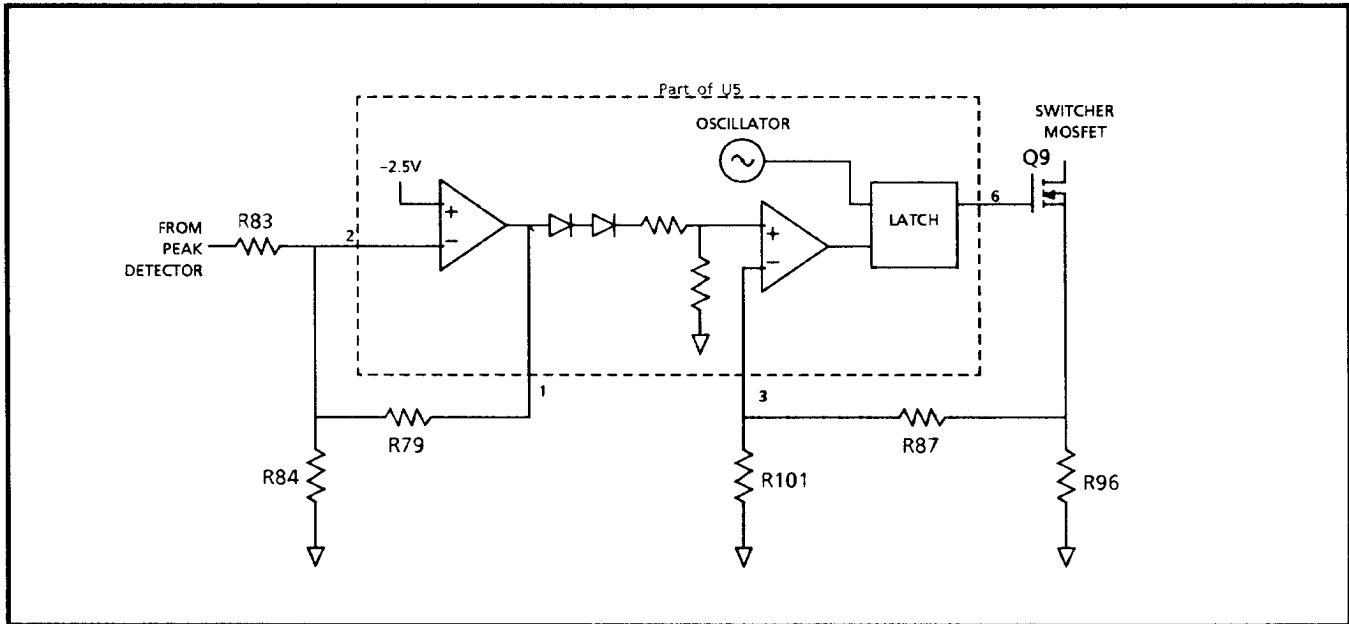 Part of U5
OSCILLATOR
SWITCHER
MOSFET
Q9
−2.5V
+
−
FROM
PEAK
DETECTOR
R83
2
+
−
LATCH
6
1
3
R79
R87
R84
R101
R96